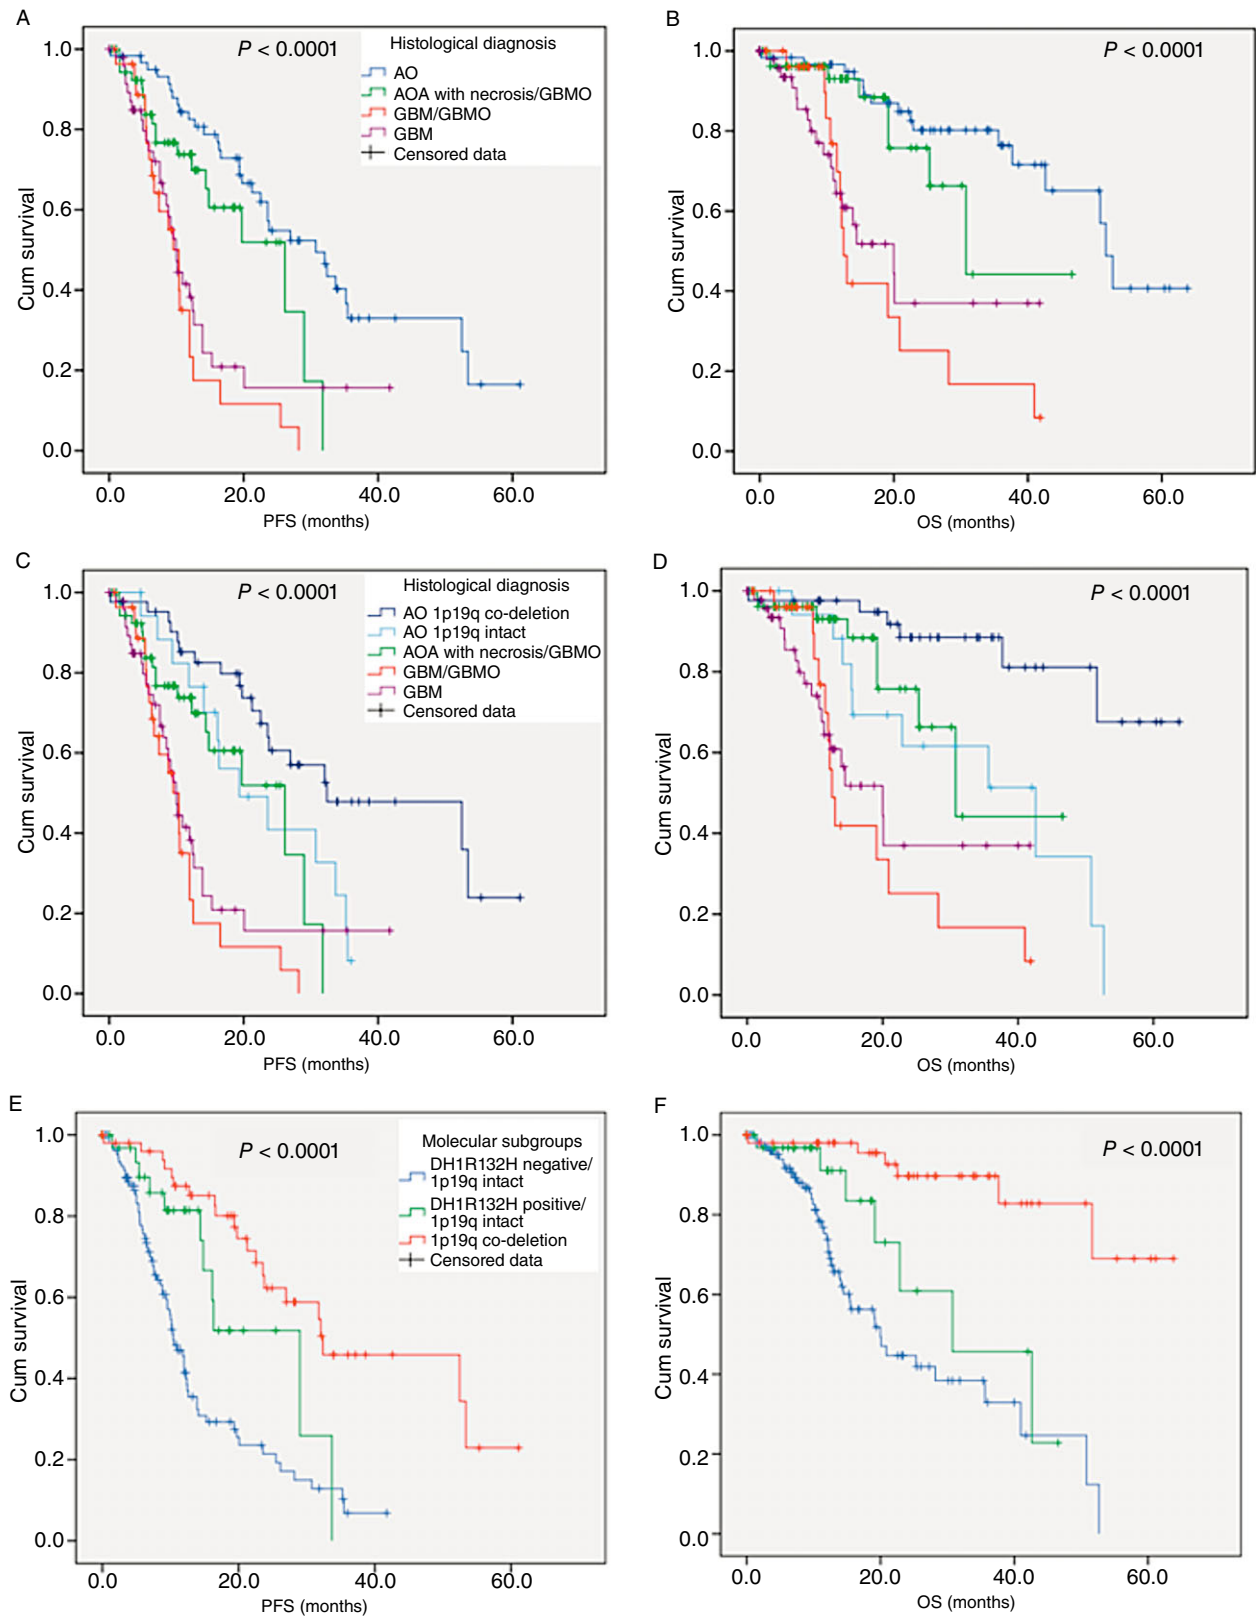 A
P < 0.0001
Histological diagnosis
AO
AOA with necrosis/GBMO
GBM/GBMO
GBM
Censored data
Cum survival
1.0
0.8
0.6
0.4
0.2
0.0
0.0 20.0 40.0 60.0
PFS (months)
B
P < 0.0001
Cum survival
1.0
0.8
0.6
0.4
0.2
0.0
0.0 20.0 40.0 60.0
OS (months)
C
P < 0.0001
Histological diagnosis
AO 1p19q co-deletion
AO 1p19q intact
AOA with necrosis/GBMO
GBM/GBMO
GBM
Censored data
Cum survival
1.0
0.8
0.6
0.4
0.2
0.0
0.0 20.0 40.0 60.0
PFS (months)
D
P < 0.0001
Cum survival
1.0
0.8
0.6
0.4
0.2
0.0
0.0 20.0 40.0 60.0
OS (months)
E
P < 0.0001
Molecular subgroups
DH1R132H negative/
1p19q intact
DH1R132H positive/
1p19q intact
1p19q co-deletion
Censored data
Cum survival
1.0
0.8
0.6
0.4
0.2
0.0
0.0 20.0 40.0 60.0
PFS (months)
F
P < 0.0001
Cum survival
1.0
0.8
0.6
0.4
0.2
0.0
0.0 20.0 40.0 60.0
OS (months)